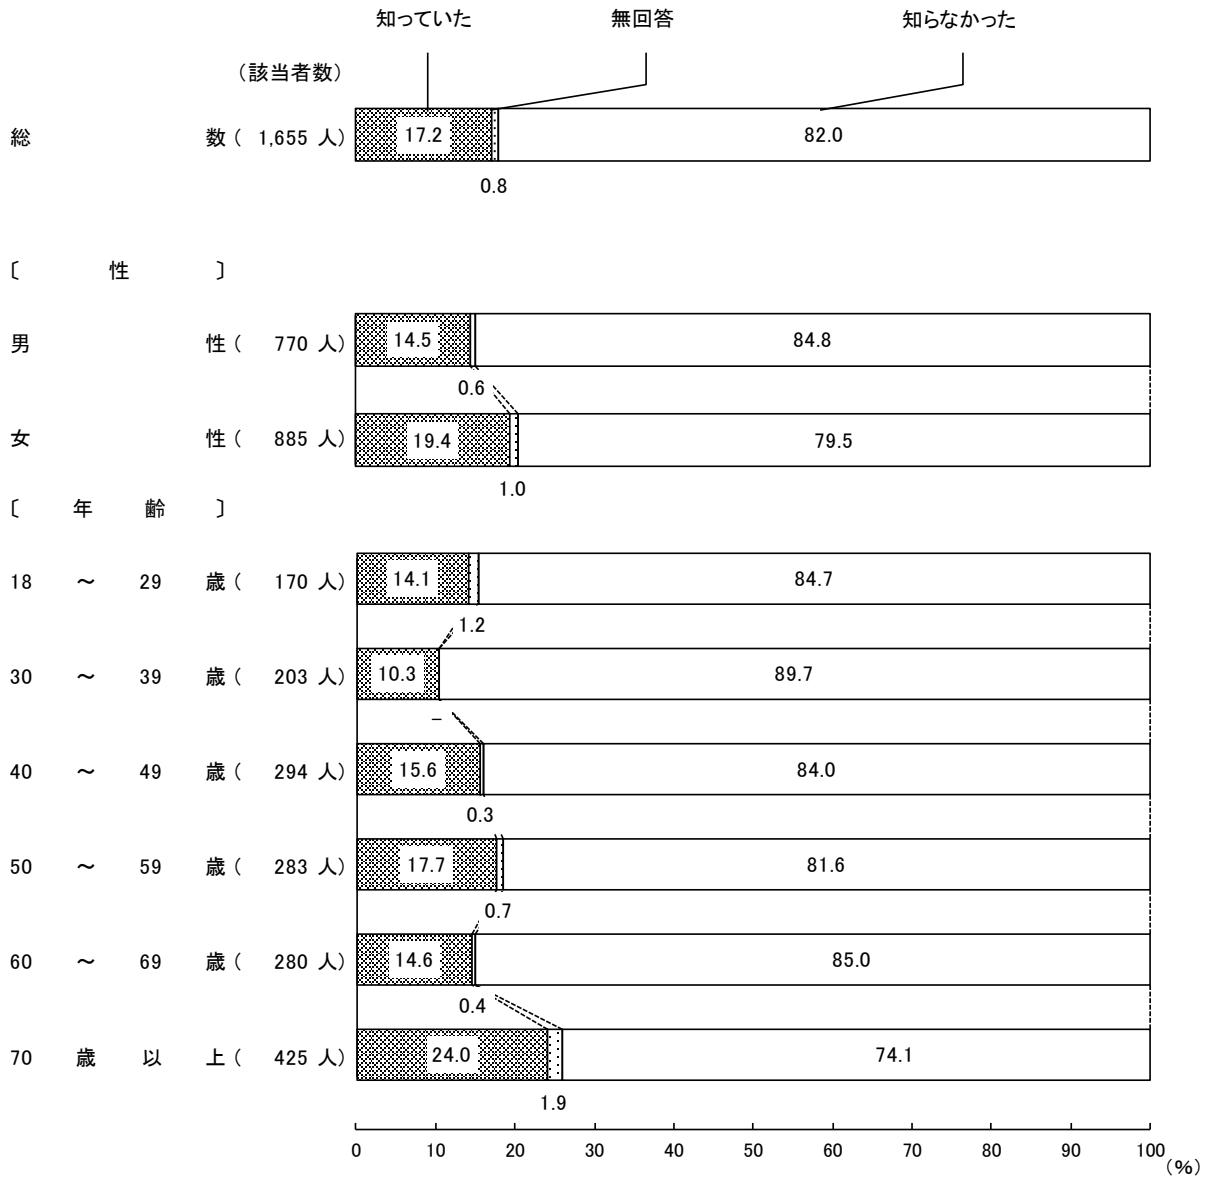 知っていた 無回答 知らなかった
（該当者数）
総 数（ 1,655 人） 17.2 82.0
0.8
〔 性 〕
男 性（ 770 人） 14.5 84.8
0.6
女 性（ 885 人） 19.4 79.5
1.0
〔 年 齢 〕
18 ～ 29 歳（ 170 人） 14.1 84.7
1.2
30 ～ 39 歳（ 203 人） 10.3 89.7
－
40 ～ 49 歳（ 294 人） 15.6 84.0
0.3
50 ～ 59 歳（ 283 人） 17.7 81.6
0.7
60 ～ 69 歳（ 280 人） 14.6 85.0
0.4
70 歳 以 上（ 425 人） 24.0 74.1
1.9
0 10 20 30 40 50 60 70 80 90 100
（％）